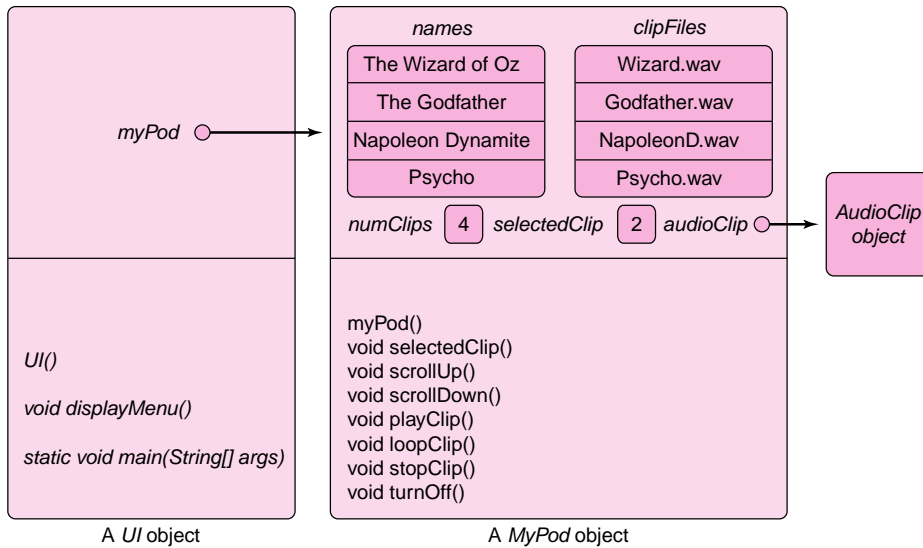 myPod
UI()
void displayMenu()
static void main(String[] args)
A UI object
names
clipFiles
The Wizard of Oz
Wizard.wav
The Godfather
Godfather.wav
Napoleon Dynamite
NapoleonD.wav
Psycho
Psycho.wav
numClips 4 selectedClip 2 audioClip
myPod()
void selectedClip()
void scrollUp()
void scrollDown()
void playClip()
void loopClip()
void stopClip()
void turnOff()
A MyPod object
AudioClip
object